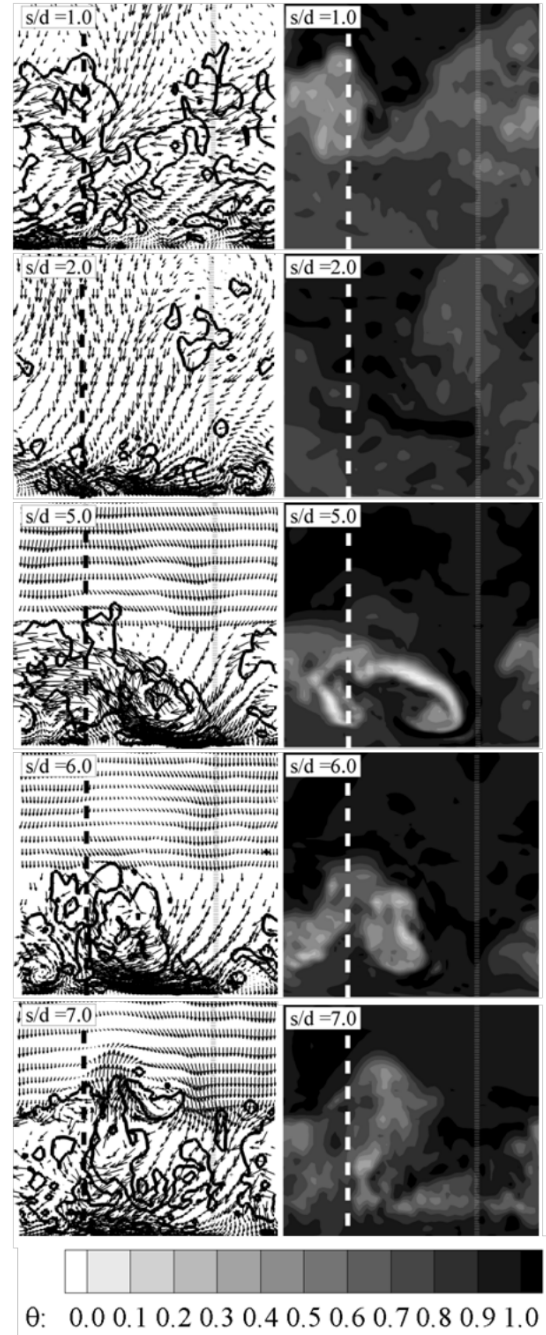 s/d =1.0 s/d =1.0
s/d =2.0 s/d =2.0
s/d =5.0 s/d =5.0
s/d =6.0 s/d =6.0
s/d =7.0 s/d =7.0
θ: 0.0 0.1 0.2 0.3 0.4 0.5 0.6 0.7 0.8 0.9 1.0